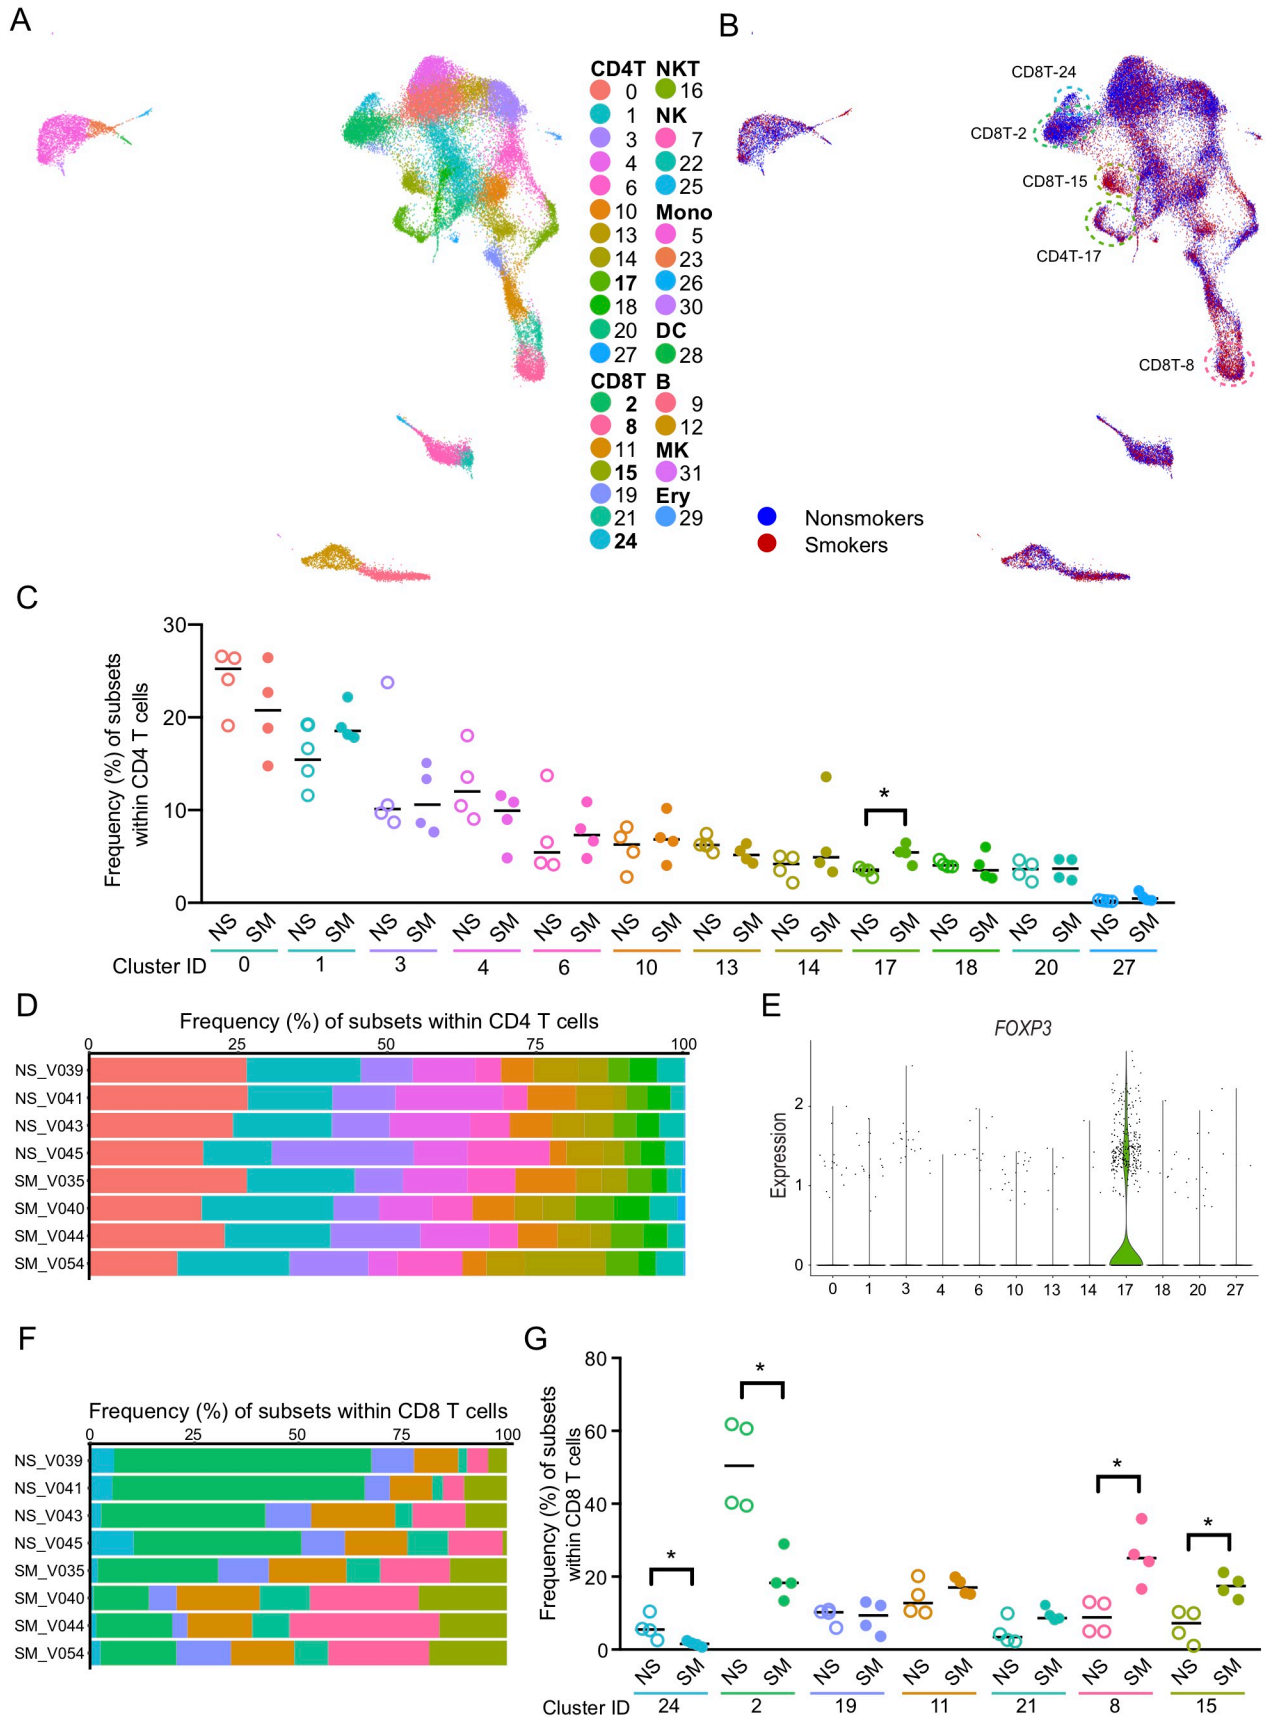 A
B
CD4T NKT
0 16
1 NK
3 7
4 22
6 25
10 Mono
13 5
14 23
17 26
18 30
20 DC
27 28
CD8T B
2 9
8 12
11 MK
15 31
19 Ery
21 29
24
CD8T-24
CD8T-2
CD8T-15
CD4T-17
CD8T-8
Nonsmokers
Smokers
C
Frequency (%) of subsets
within CD4 T cells
30
20
10
0
*
NS SM NS SM NS SM NS SM NS SM NS SM NS SM NS SM NS SM NS SM NS SM NS SM
Cluster ID 0 1 3 4 6 10 13 14 17 18 20 27
D
Frequency (%) of subsets within CD4 T cells
0 25 50 75 100
NS_V039
NS_V041
NS_V043
NS_V045
SM_V035
SM_V040
SM_V044
SM_V054
E
FOXP3
Expression
2
1
0
0 1 3 4 6 10 13 14 17 18 20 27
F
Frequency (%) of subsets within CD8 T cells
0 25 50 75 100
NS_V039
NS_V041
NS_V043
NS_V045
SM_V035
SM_V040
SM_V044
SM_V054
G
Frequency (%) of subsets
within CD8 T cells
80
60
40
20
0
* * * *
NS SM NS SM NS SM NS SM NS SM NS SM NS SM
Cluster ID 24 2 19 11 21 8 15